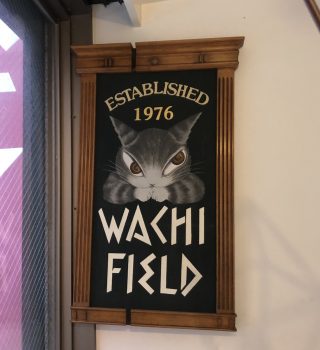 ESTABLISHED
1976
WACHI
FIELD